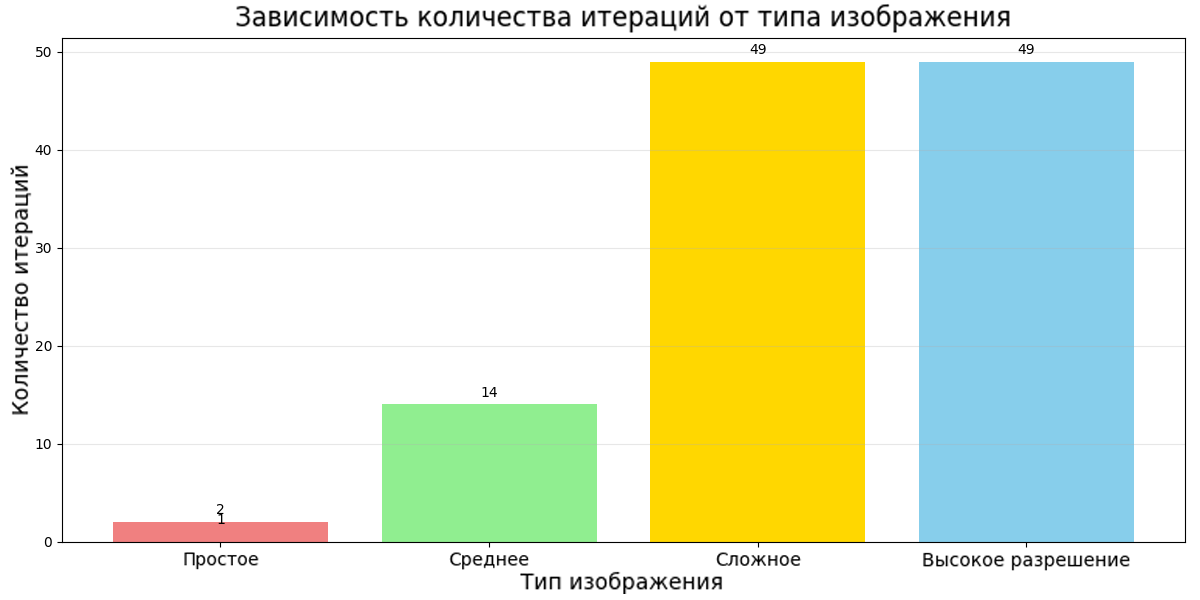 Зависимость количества итераций от типа изображения
Количество итераций
50
40
30
20
10
0
2
1
14
49
49
Простое
Среднее
Сложное
Высокое разрешение
Тип изображения